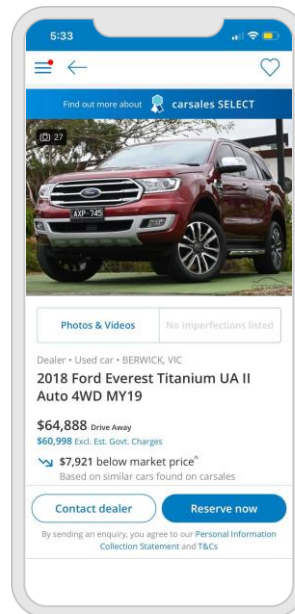 5:33
Find out more about carsales SELECT
27
AXP·745
Photos & Videos No imperfections listed
Dealer • Used car • BERWICK, VIC
2018 Ford Everest Titanium UA II
Auto 4WD MY19
$64,888 Drive Away
$60,998 Excl. Est. Govt. Charges
$7,921 below market price^
Based on similar cars found on carsales
Contact dealer Reserve now
By sending an enquiry, you agree to our Personal Information
Collection Statement and T&Cs